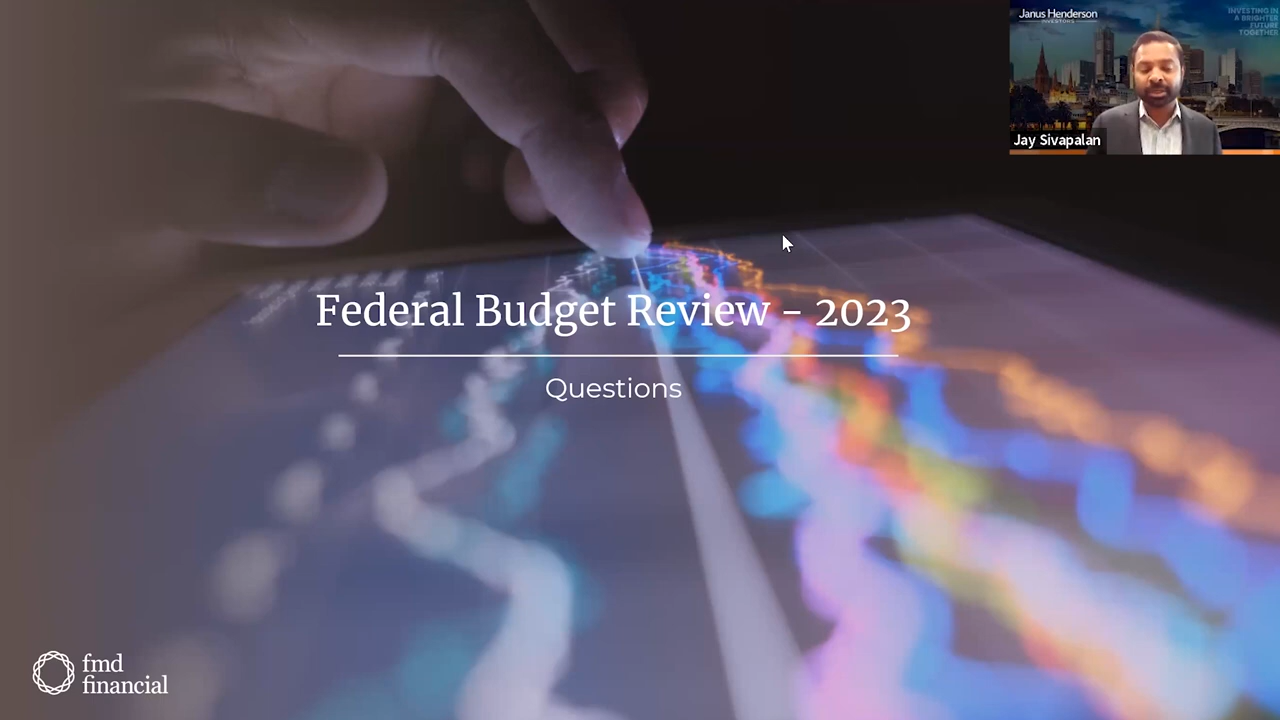 Janus Henderson
INVESTORS
INVESTING IN
A BRIGHTER
FUTURE
TOGETHER
Jay Sivapalan
Federal Budget Review - 2023
Questions
fmd
financial